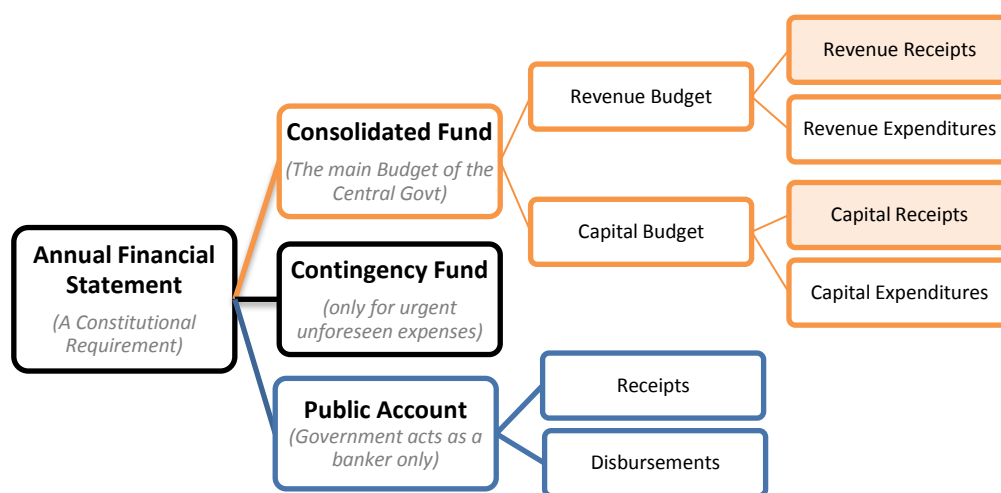 Annual Financial
Statement
(A Constitutional
Requirement)
Consolidated Fund
(The main Budget of the
Central Govt)
Revenue Budget
Revenue Receipts
Revenue Expenditures
Capital Budget
Capital Receipts
Capital Expenditures
Contingency Fund
(only for urgent
unforeseen expenses)
Public Account
(Government acts as a
banker only)
Receipts
Disbursements